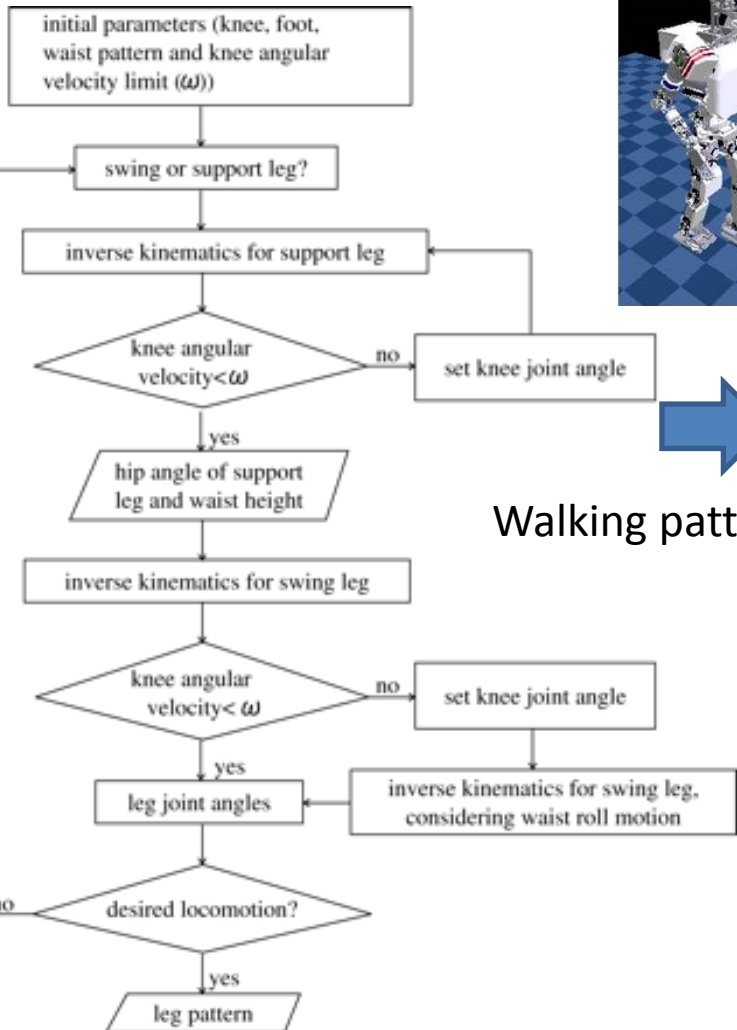 initial parameters (knee, foot,
waist pattern and knee angular
velocity limit (ω))
swing or support leg?
inverse kinematics for support leg
knee angular
velocity<ω
no
set knee joint angle
yes
hip angle of support
leg and waist height
Walking patt
inverse kinematics for swing leg
knee angular
velocity< ω
no
set knee joint angle
yes
leg joint angles
inverse kinematics for swing leg,
considering waist roll motion
no
desired locomotion?
yes
leg pattern